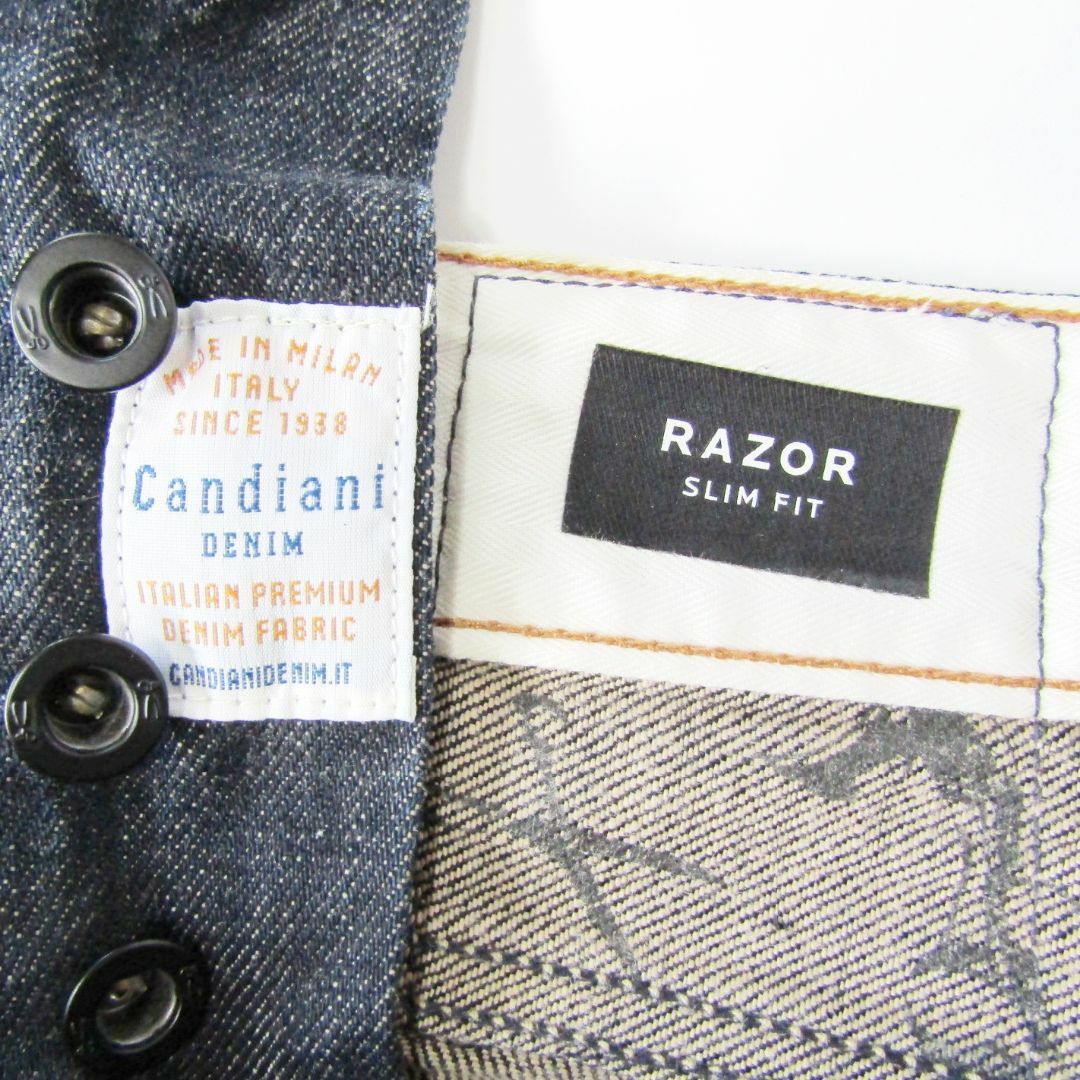 MADE IN MILAN
ITALY
SINCE 1938
Candiani
DENIM
ITALIAN PREMIUM
DENIM FABRIC
CANDIANIDENIM.IT
RAZOR
SLIM FIT